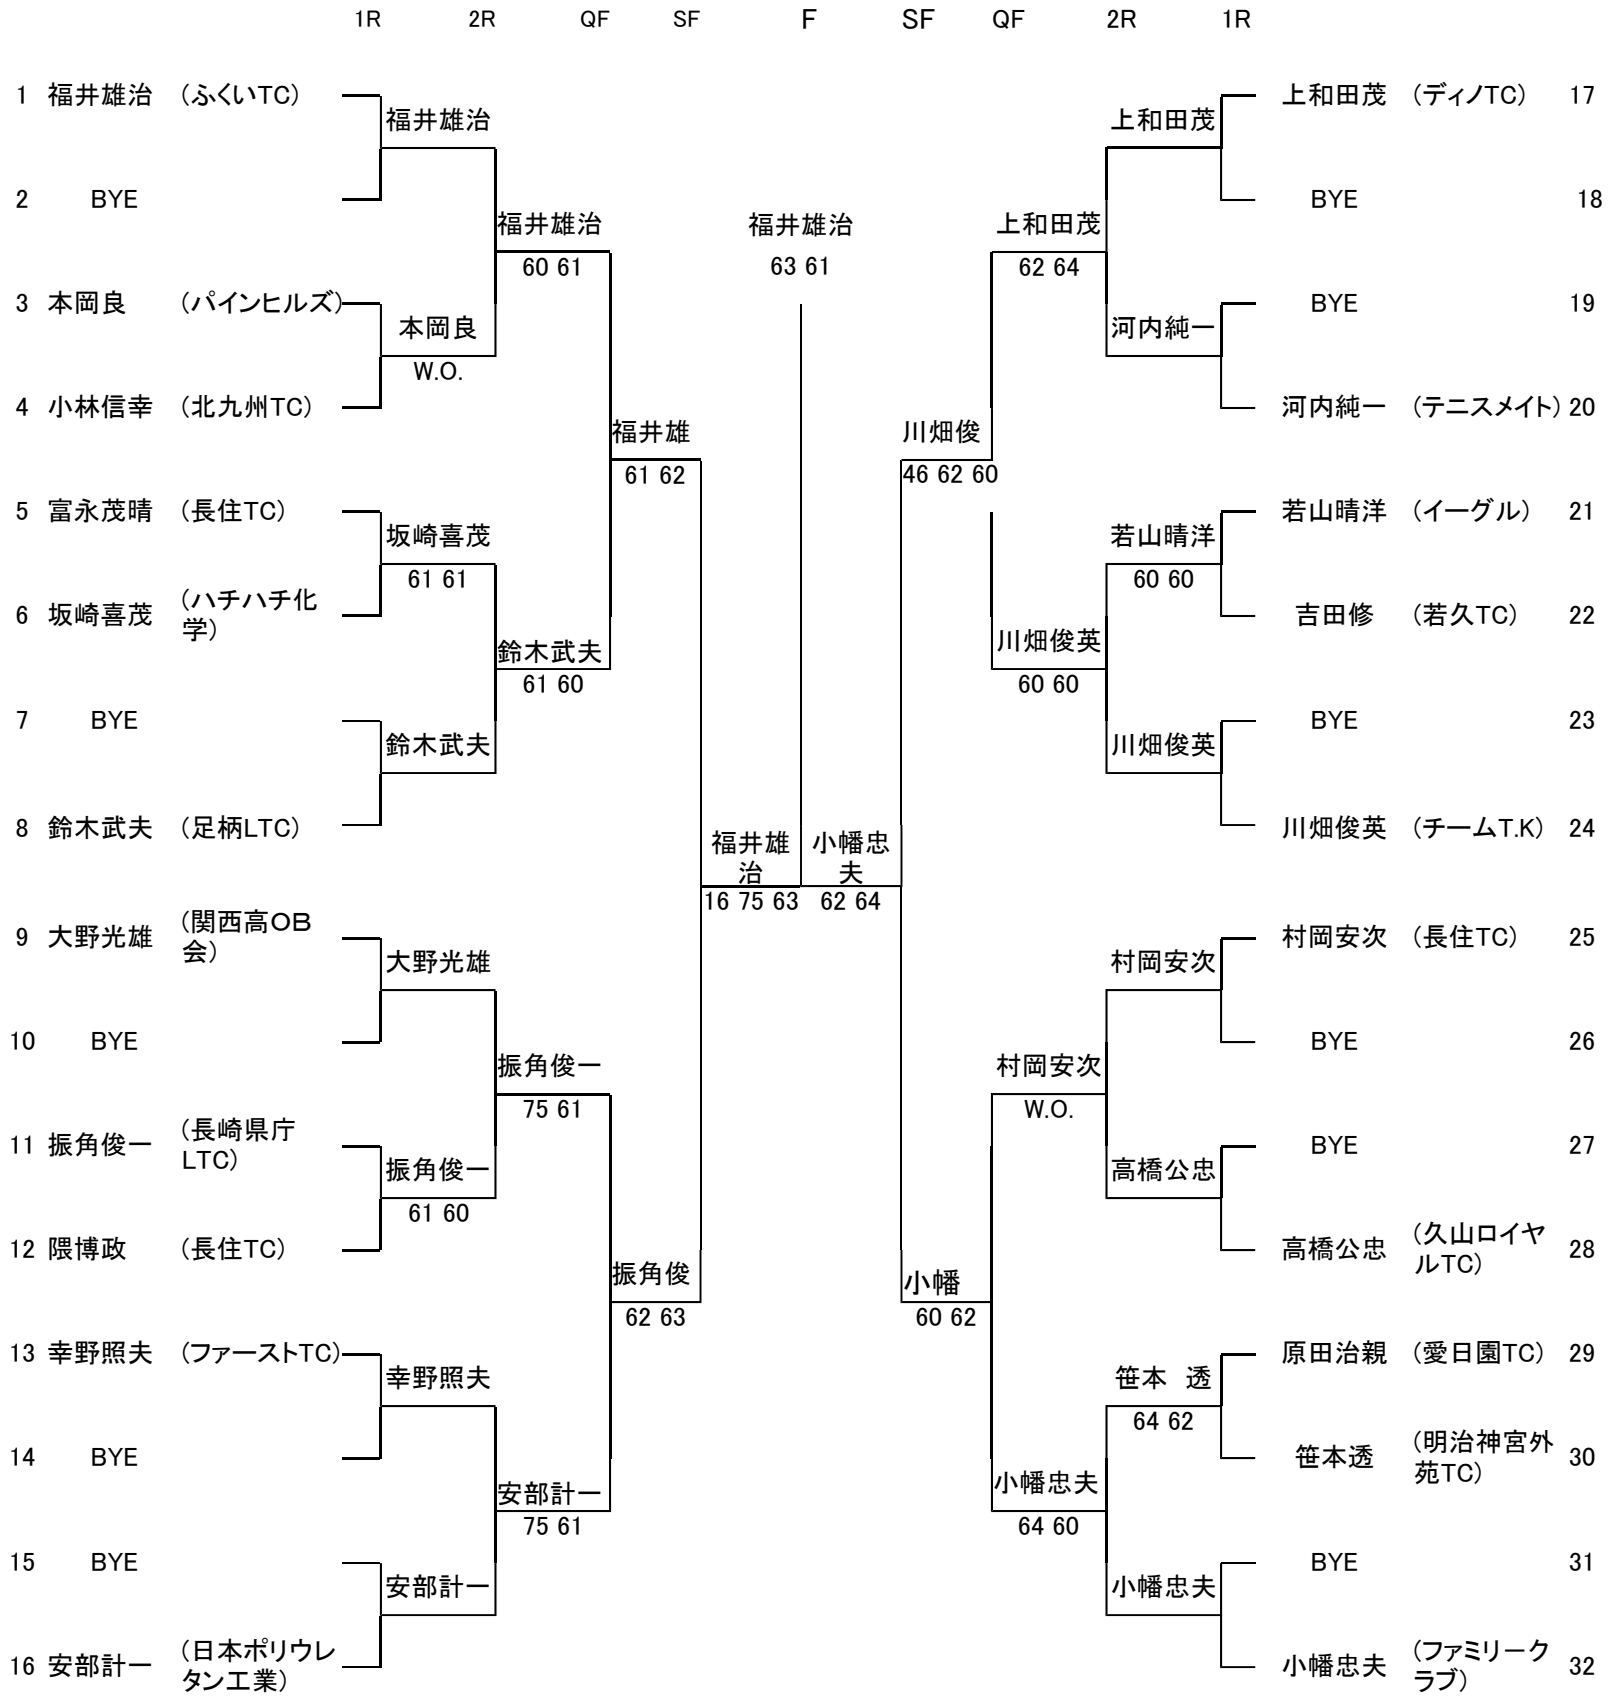 1R 2R QF SF F SF QF 2R 1R
1 福井雄治 (ふくいTC) 上和田茂 (ディノTC) 17
福井雄治 上和田茂
2 BYE BYE 18
福井雄治 福井雄治 上和田茂
60 61 63 61 62 64
3 本岡良 (パインヒルズ) BYE 19
本岡良 河内純一
W.O.
4 小林信幸 (北九州TC) 河内純一 (テニスメイト) 20
福井雄 川畑俊
61 62 46 62 60
5 富永茂晴 (長住TC) 若山晴洋 (イーグル) 21
坂崎喜茂 若山晴洋
61 61 60 60
6 坂崎喜茂 (ハチハチ化
学) 吉田修 (若久TC) 22
鈴木武夫 川畑俊英
61 60 60 60
7 BYE BYE 23
鈴木武夫 川畑俊英
8 鈴木武夫 (足柄LTC) 川畑俊英 (チームT.K) 24
福井雄 小幡忠
治 夫
16 75 63 62 64
9 大野光雄 (関西高OB
会) 村岡安次 (長住TC) 25
大野光雄 村岡安次
10 BYE BYE 26
振角俊一 村岡安次
75 61 W.O.
11 振角俊一 (長崎県庁
LTC) BYE 27
振角俊一 高橋公忠
61 60
12 隈博政 (長住TC) 高橋公忠 (久山ロイヤ
ルTC) 28
振角俊 小幡
62 63 60 62
13 幸野照夫 (ファーストTC) 原田治親 (愛日園TC) 29
幸野照夫 笹本 透
64 62
14 BYE 笹本透 (明治神宮外
苑TC) 30
安部計一 小幡忠夫
75 61 64 60
15 BYE BYE 31
安部計一 小幡忠夫
16 安部計一 (日本ポリウレ
タン工業) 小幡忠夫 (ファミリーク
ラブ) 32